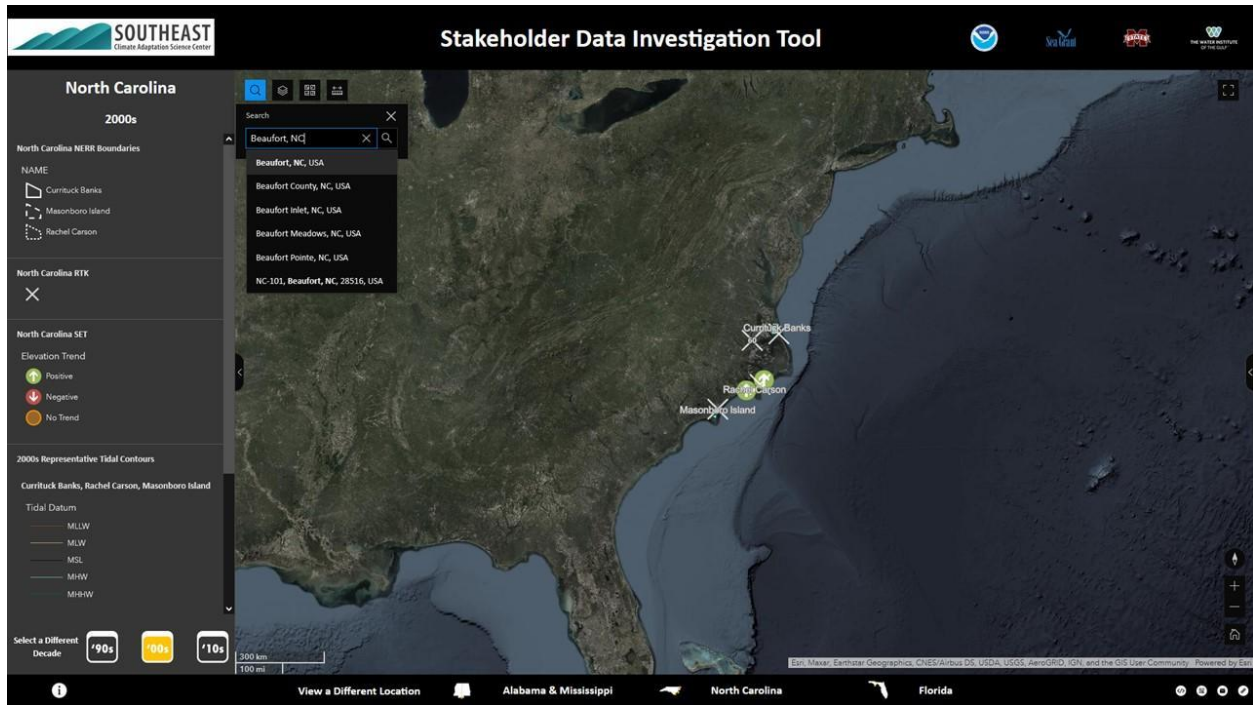 SOUTHEAST
Climate Adaptation Science Center
Stakeholder Data Investigation Tool
Sea Grant
STATE
THE WATER INSTITUTE
OF THE GULF
North Carolina
2000s
North Carolina NERR Boundaries
NAME
Currituck Banks
Masonboro Island
Rachel Carson
North Carolina RTK
North Carolina SET
Elevation Trend
Positive
Negative
No Trend
2000s Representative Tidal Contours
Currituck Banks, Rachel Carson, Masonboro Island
Tidal Datum
MLLW
MLW
MSL
MHW
MHHW
Select a Different
Decade
'90s
'00s
'10s
Search
Beaufort, NC
Beaufort, NC, USA
Beaufort County, NC, USA
Beaufort Inlet, NC, USA
Beaufort Meadows, NC, USA
Beaufort Pointe, NC, USA
NC-101, Beaufort, NC, 28516, USA
Currituck Banks
Rachel Carson
Masonboro Island
300 km
100 mi
Esri, Maxar, Earthstar Geographics, CNES/Airbus DS, USDA, USGS, AeroGRID, IGN, and the GIS User Community
Powered by Esri
View a Different Location
Alabama & Mississippi
North Carolina
Florida